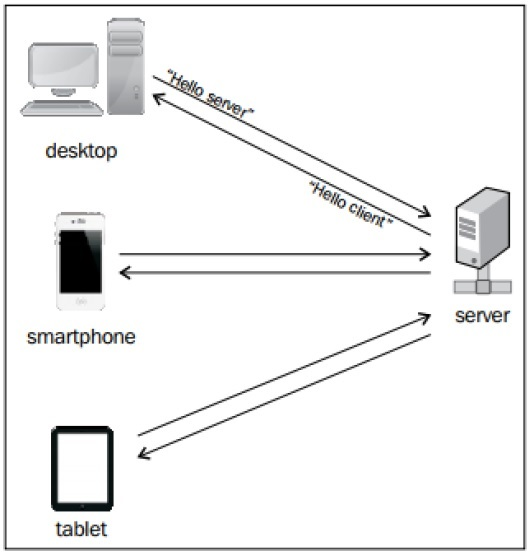 "Hello server"
desktop
"Hello client"
smartphone
server
tablet